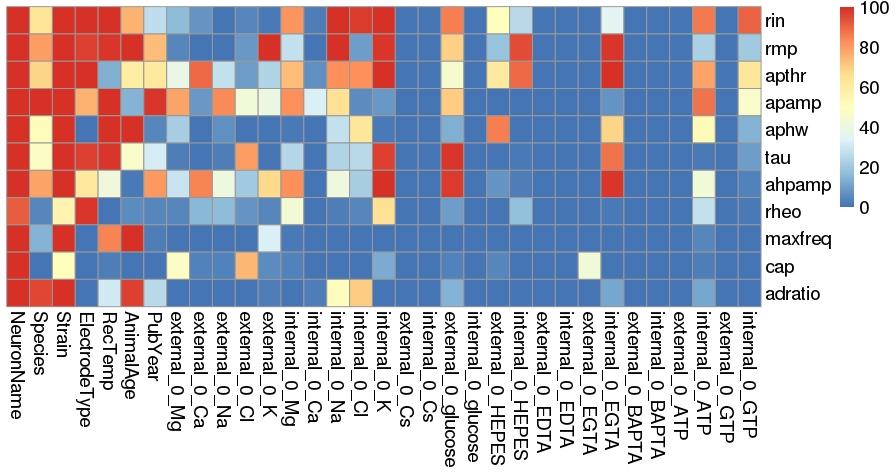 100
80
60
40
20
0
rin
rmp
apthr
apamp
aphw
tau
ahpamp
rheo
maxfreq
cap
adratio
NeuronName
Species
Strain
ElectrodeType
RecTemp
AnimalAge
PubYear
external_0_Mg
external_0_Ca
external_0_Na
external_0_Cl
external_0_K
internal_0_Mg
internal_0_Ca
internal_0_Na
internal_0_Cl
internal_0_K
external_0_Cs
internal_0_Cs
external_0_glucose
internal_0_glucose
external_0_HEPES
internal_0_HEPES
external_0_EDTA
internal_0_EDTA
external_0_EGTA
internal_0_EGTA
external_0_BAPTA
internal_0_BAPTA
external_0_ATP
internal_0_ATP
external_0_GTP
internal_0_GTP